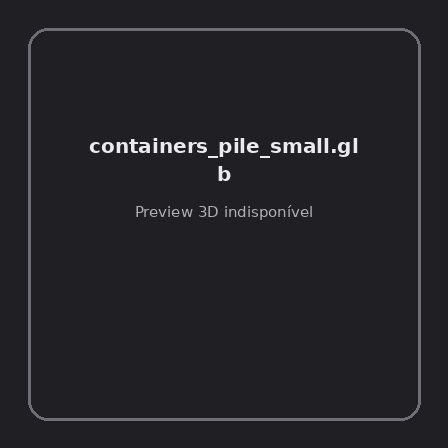 containers_pile_small.gl
b
Preview 3D indisponível